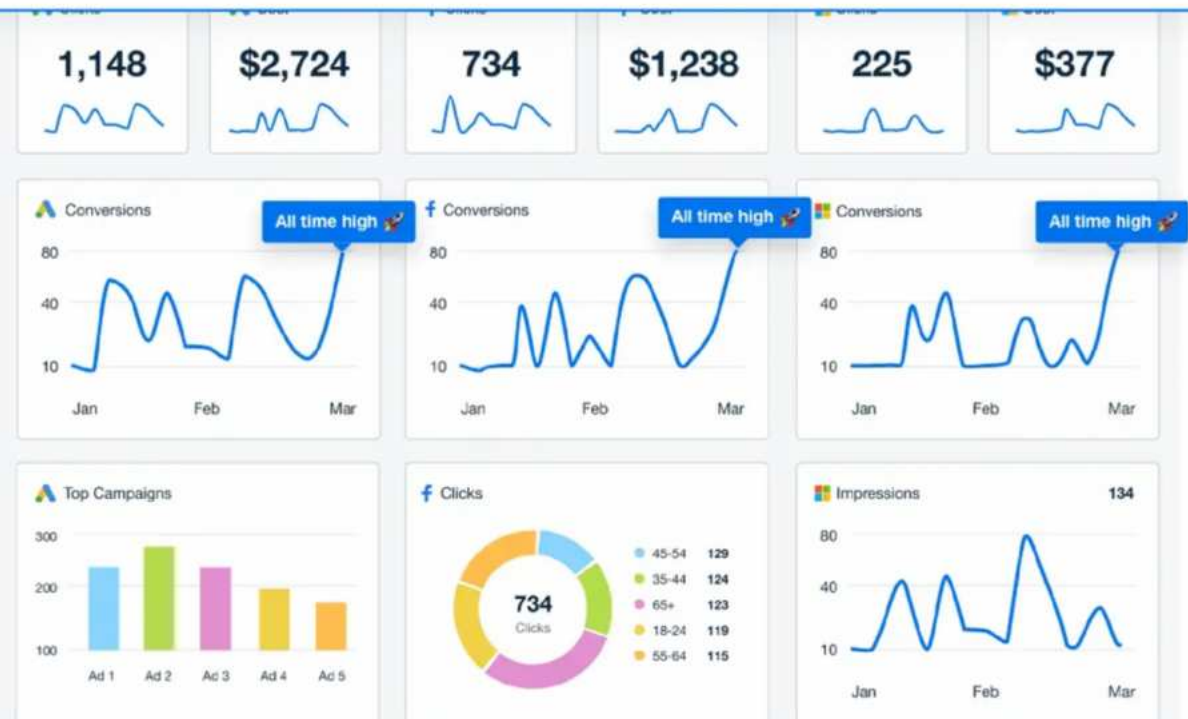 1,148
$2,724
734
$1,238
225
$377
Conversions
All time high 🚀
80
40
10
Jan Feb Mar
Conversions
All time high 🚀
80
40
10
Jan Feb Mar
Conversions
All time high 🚀
80
40
10
Jan Feb Mar
Top Campaigns
300
200
100
Ad 1 Ad 2 Ad 3 Ad 4 Ad 5
Clicks
734
Clicks
45-54 129
35-44 124
65+ 123
18-24 119
55-64 115
Impressions 134
80
40
10
Jan Feb Mar